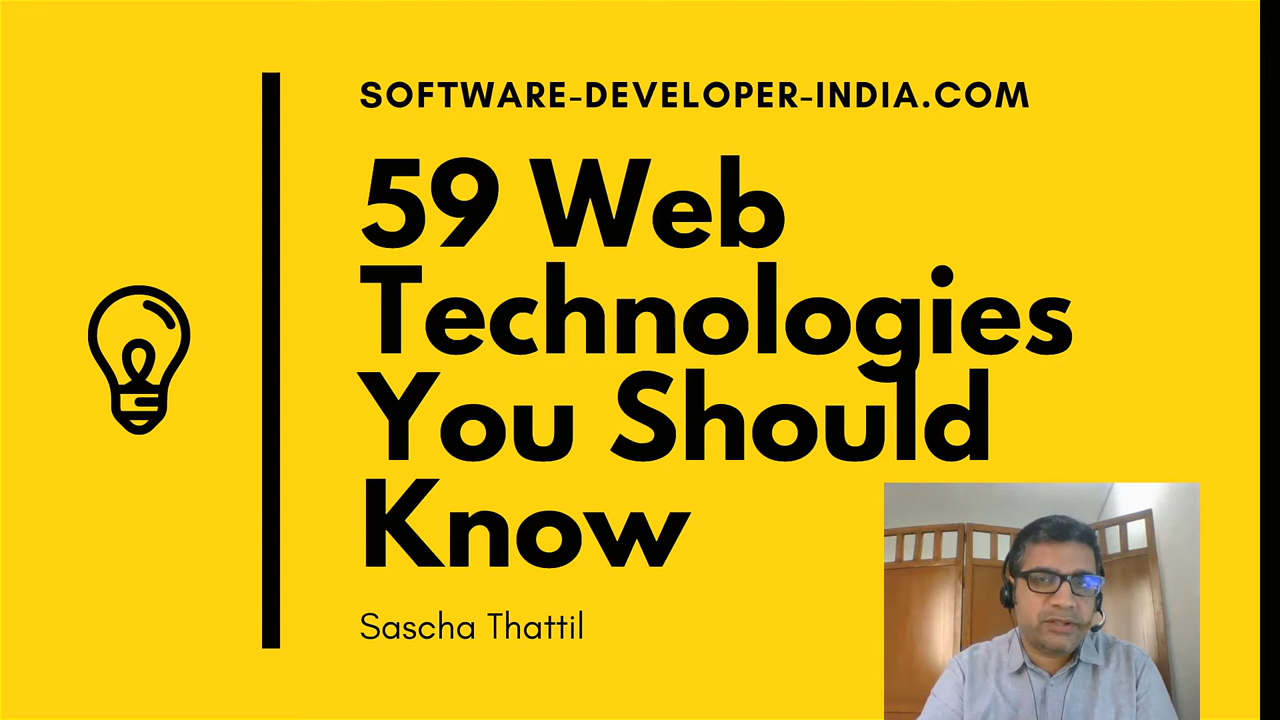 SOFTWARE-DEVELOPER-INDIA.COM
59 Web
Technologies
You Should
Know
Sascha Thattil